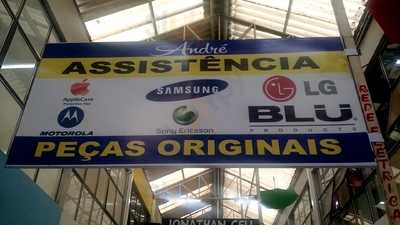 André
ASSISTÊNCIA
AppleCare
SAMSUNG
LG
MOTOROLA
Sony Ericsson
BLU
PRODUCTS
PEÇAS ORIGINAIS
JONATHAN CELL